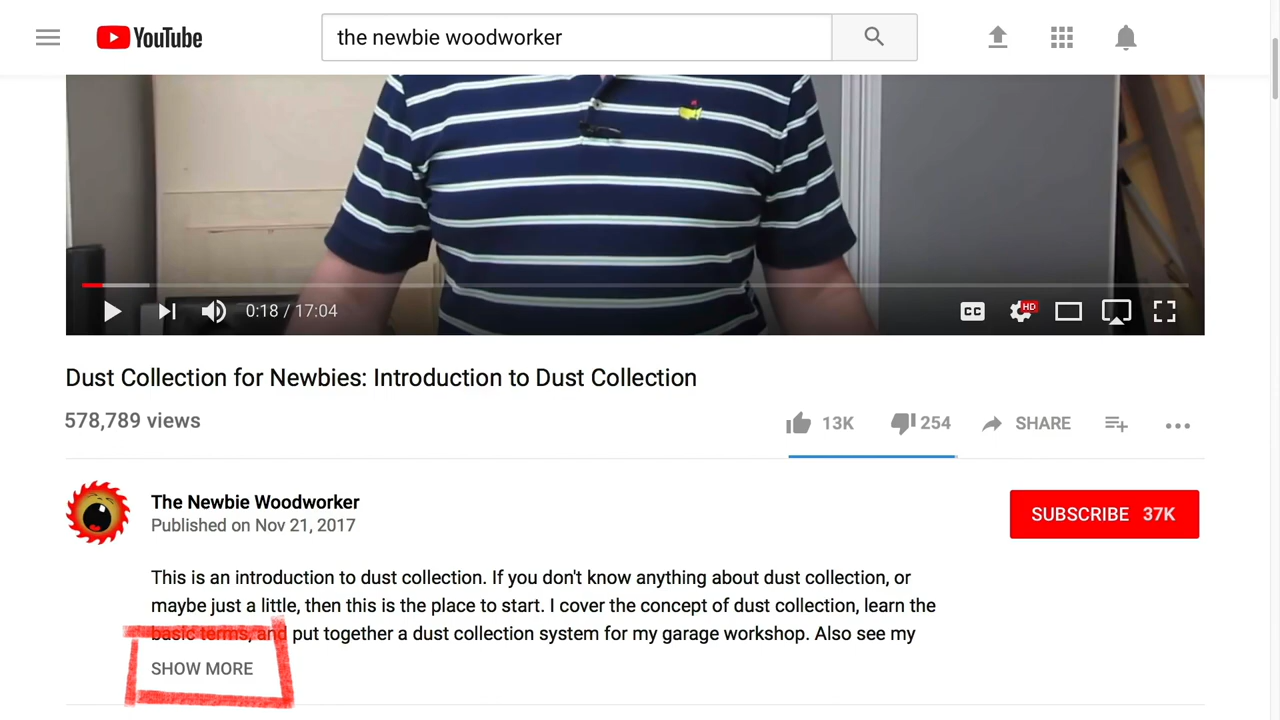 YouTube
the newbie woodworker
0:18 / 17:04
CC
HD
Dust Collection for Newbies: Introduction to Dust Collection
578,789 views
13K
254
SHARE
The Newbie Woodworker
Published on Nov 21, 2017
SUBSCRIBE 37K
This is an introduction to dust collection. If you don't know anything about dust collection, or
maybe just a little, then this is the place to start. I cover the concept of dust collection, learn the
basic terms, and put together a dust collection system for my garage workshop. Also see my
SHOW MORE